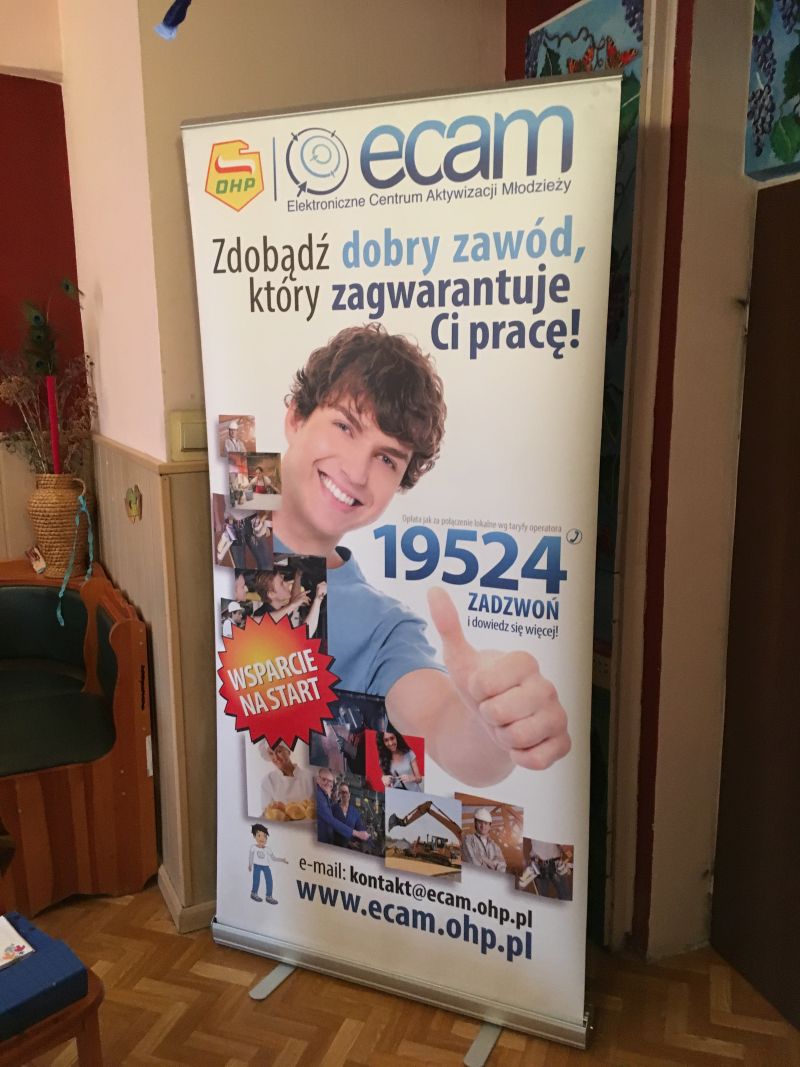 OHP
ecam
Elektroniczne Centrum Aktywizacji Młodzieży
Zdobądź dobry zawód,
który zagwarantuje
Ci pracę!
Opłata jak za połączenie lokalne wg taryfy operatora
19524
ZADZWOŃ
i dowiedz się więcej!
WSPARCIE
NA START
e-mail: kontakt@ecam.ohp.pl
www.ecam.ohp.pl